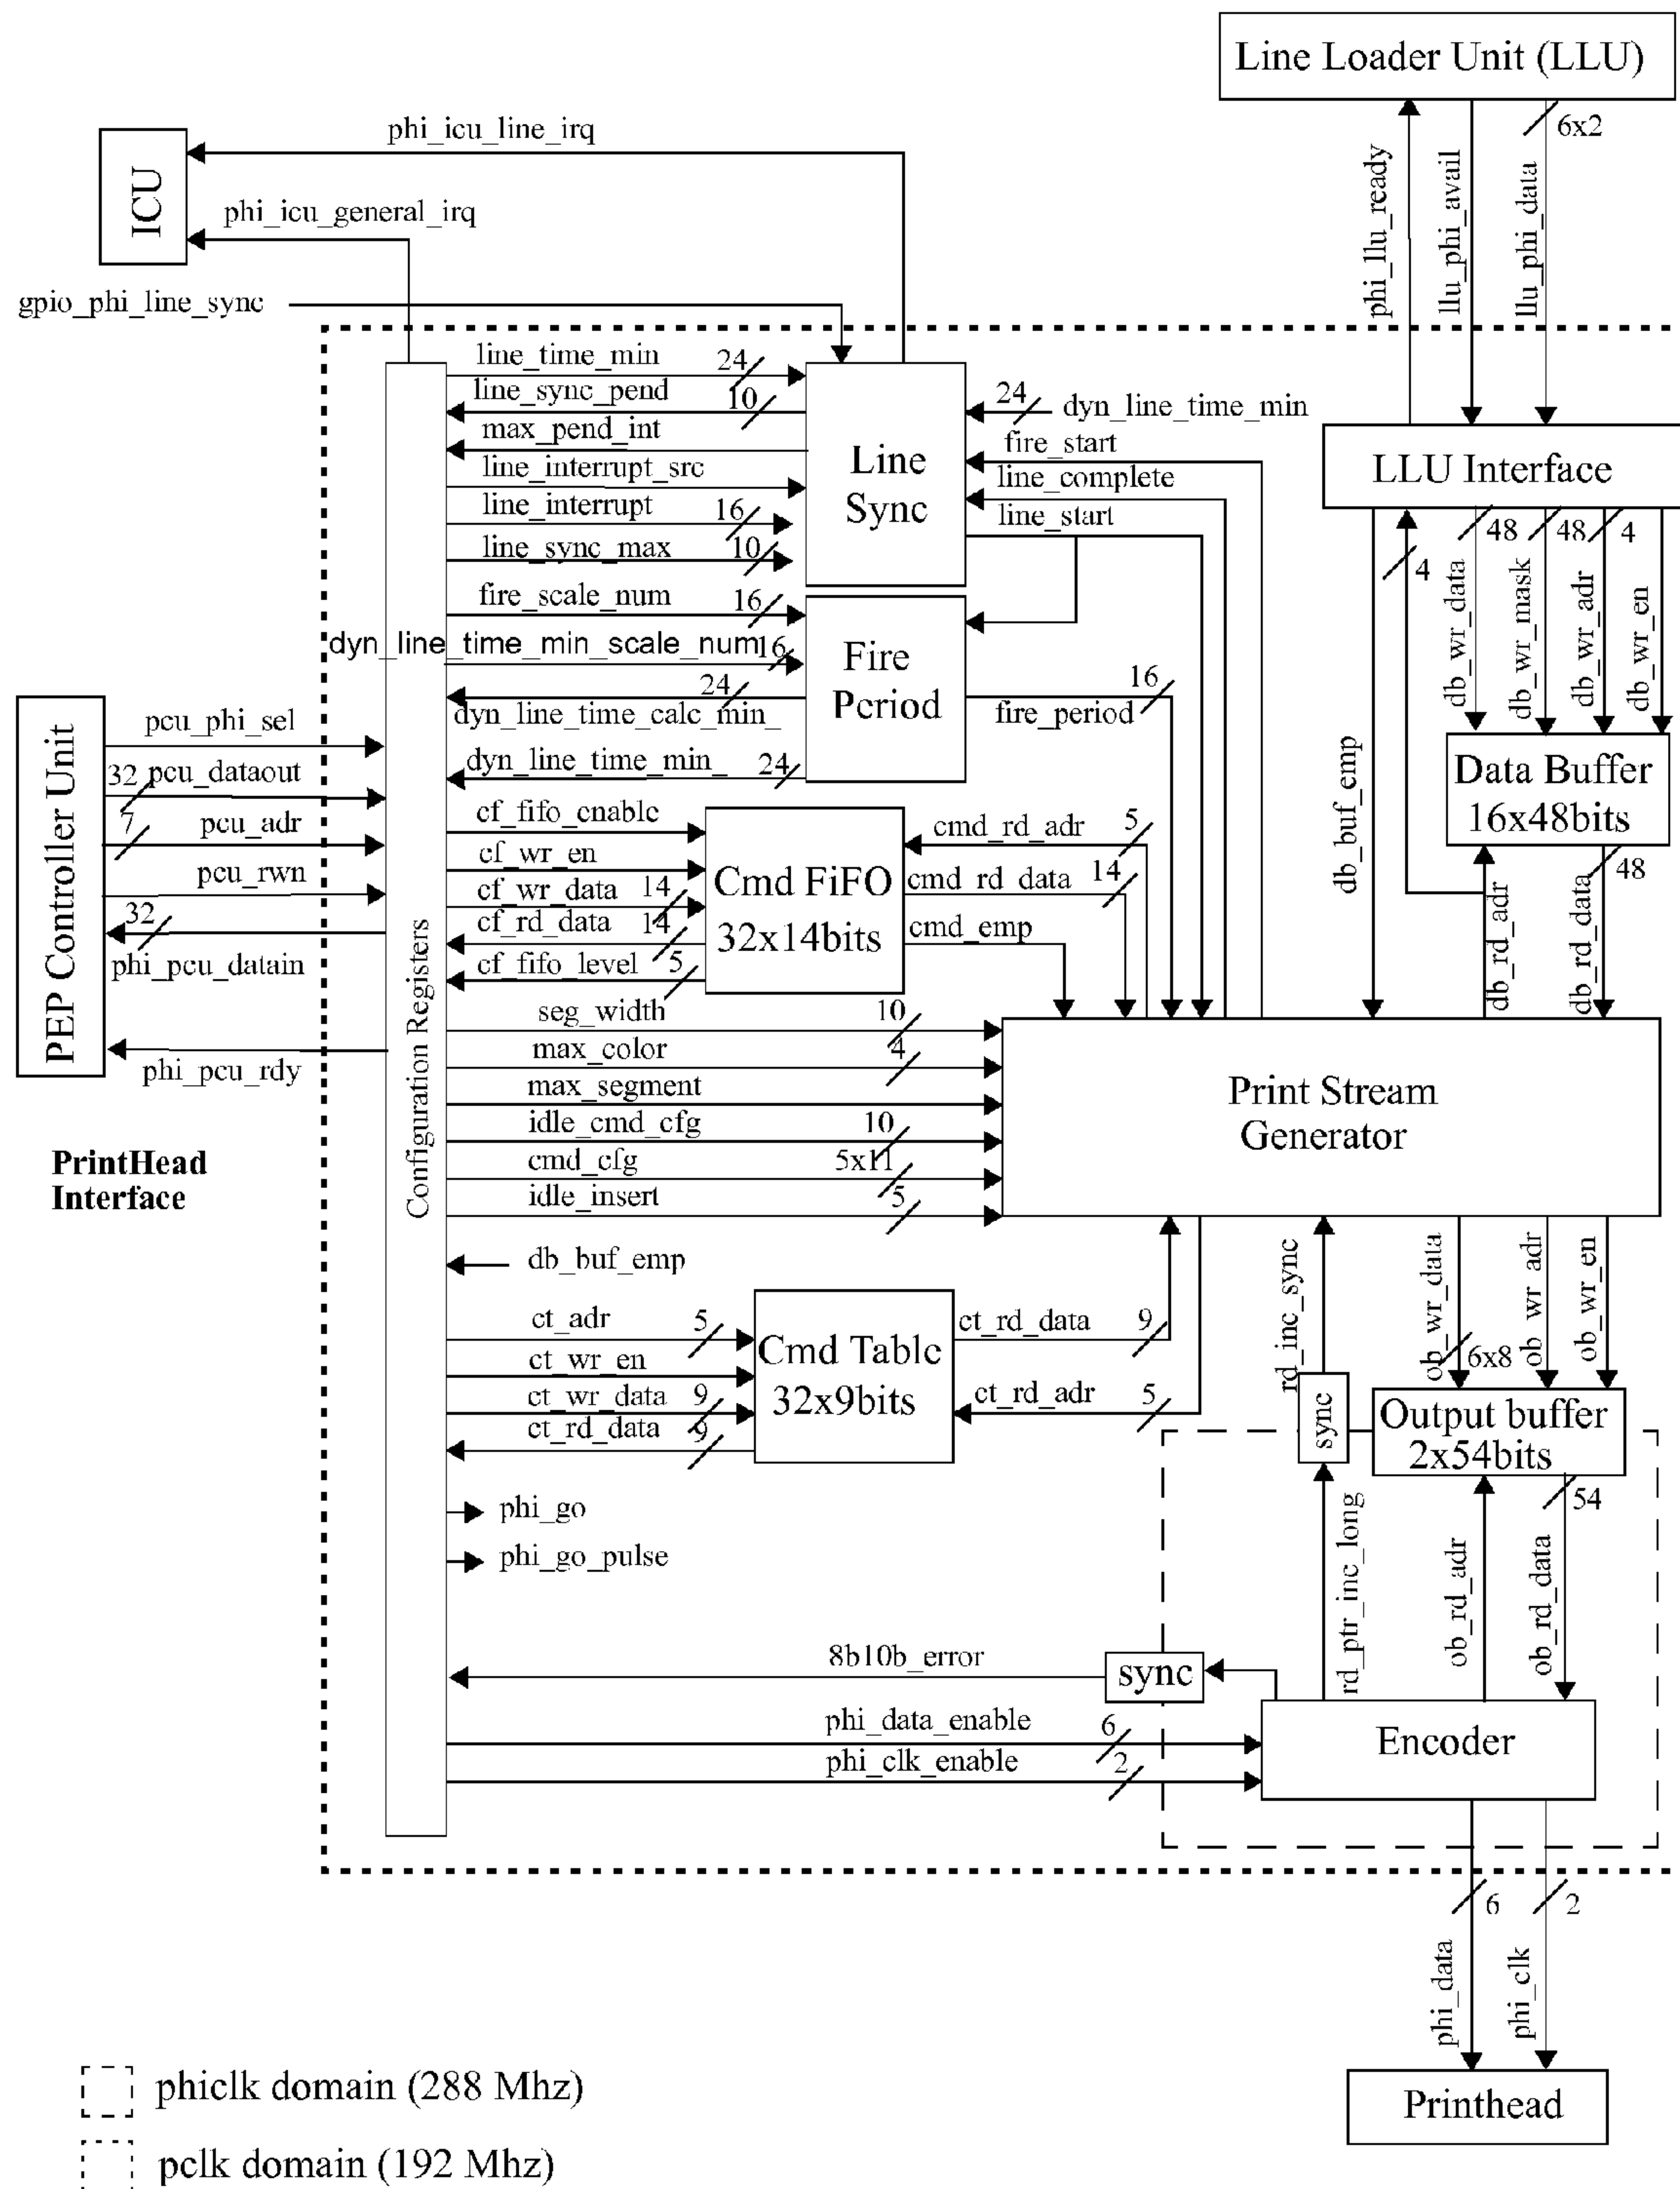 Line Loader Unit (LLU)
6x2
phi_llu_ready
llu_phi_avail
llu_phi_data
ICU
phi_icu_line_irq
phi_icu_general_irq
gpio_phi_line_sync
line_time_min
24
line_sync_pend
10
max_pend_int
line_interrupt_src
line_interrupt
16
line_sync_max
10
Line
Sync
24
dyn_line_time_min
fire_start
line_complete
line_start
LLU Interface
48
48
4
4
db_wr_data
db_wr_mask
db_wr_adr
db_wr_en
db_buf_emp
fire_scale_num
16
dyn_line_time_min_scale_num
16
24
dyn_line_time_calc_min_
dyn_line_time_min_
24
Fire
Period
16
fire_period
Data Buffer
16x48bits
48
db_rd_adr
db_rd_data
PEP Controller Unit
pcu_phi_sel
32
pcu_dataout
7
pcu_adr
pcu_rwn
32
phi_pcu_datain
phi_pcu_rdy
PrintHead
Interface
Configuration Registers
cf_fifo_enable
cf_wr_en
cf_wr_data
14
cf_rd_data
14
cf_fifo_level
5
Cmd FiFO
32x14bits
cmd_rd_adr
5
cmd_rd_data
14
cmd_emp
seg_width
10
max_color
4
max_segment
idle_cmd_cfg
10
cmd_cfg
5x11
idle_insert
5
Print Stream
Generator
db_buf_emp
ct_adr
5
ct_wr_en
ct_wr_data
9
ct_rd_data
9
Cmd Table
32x9bits
ct_rd_data
9
ct_rd_adr
5
rd_inc_sync
ob_wr_data
6x8
ob_wr_adr
ob_wr_en
sync
Output buffer
2x54bits
54
rd_ptr_inc_long
ob_rd_adr
ob_rd_data
phi_go
phi_go_pulse
8b10b_error
sync
phi_data_enable
6
phi_clk_enable
2
Encoder
6
2
phi_data
phi_clk
Printhead
phiclk domain (288 Mhz)
pclk domain (192 Mhz)